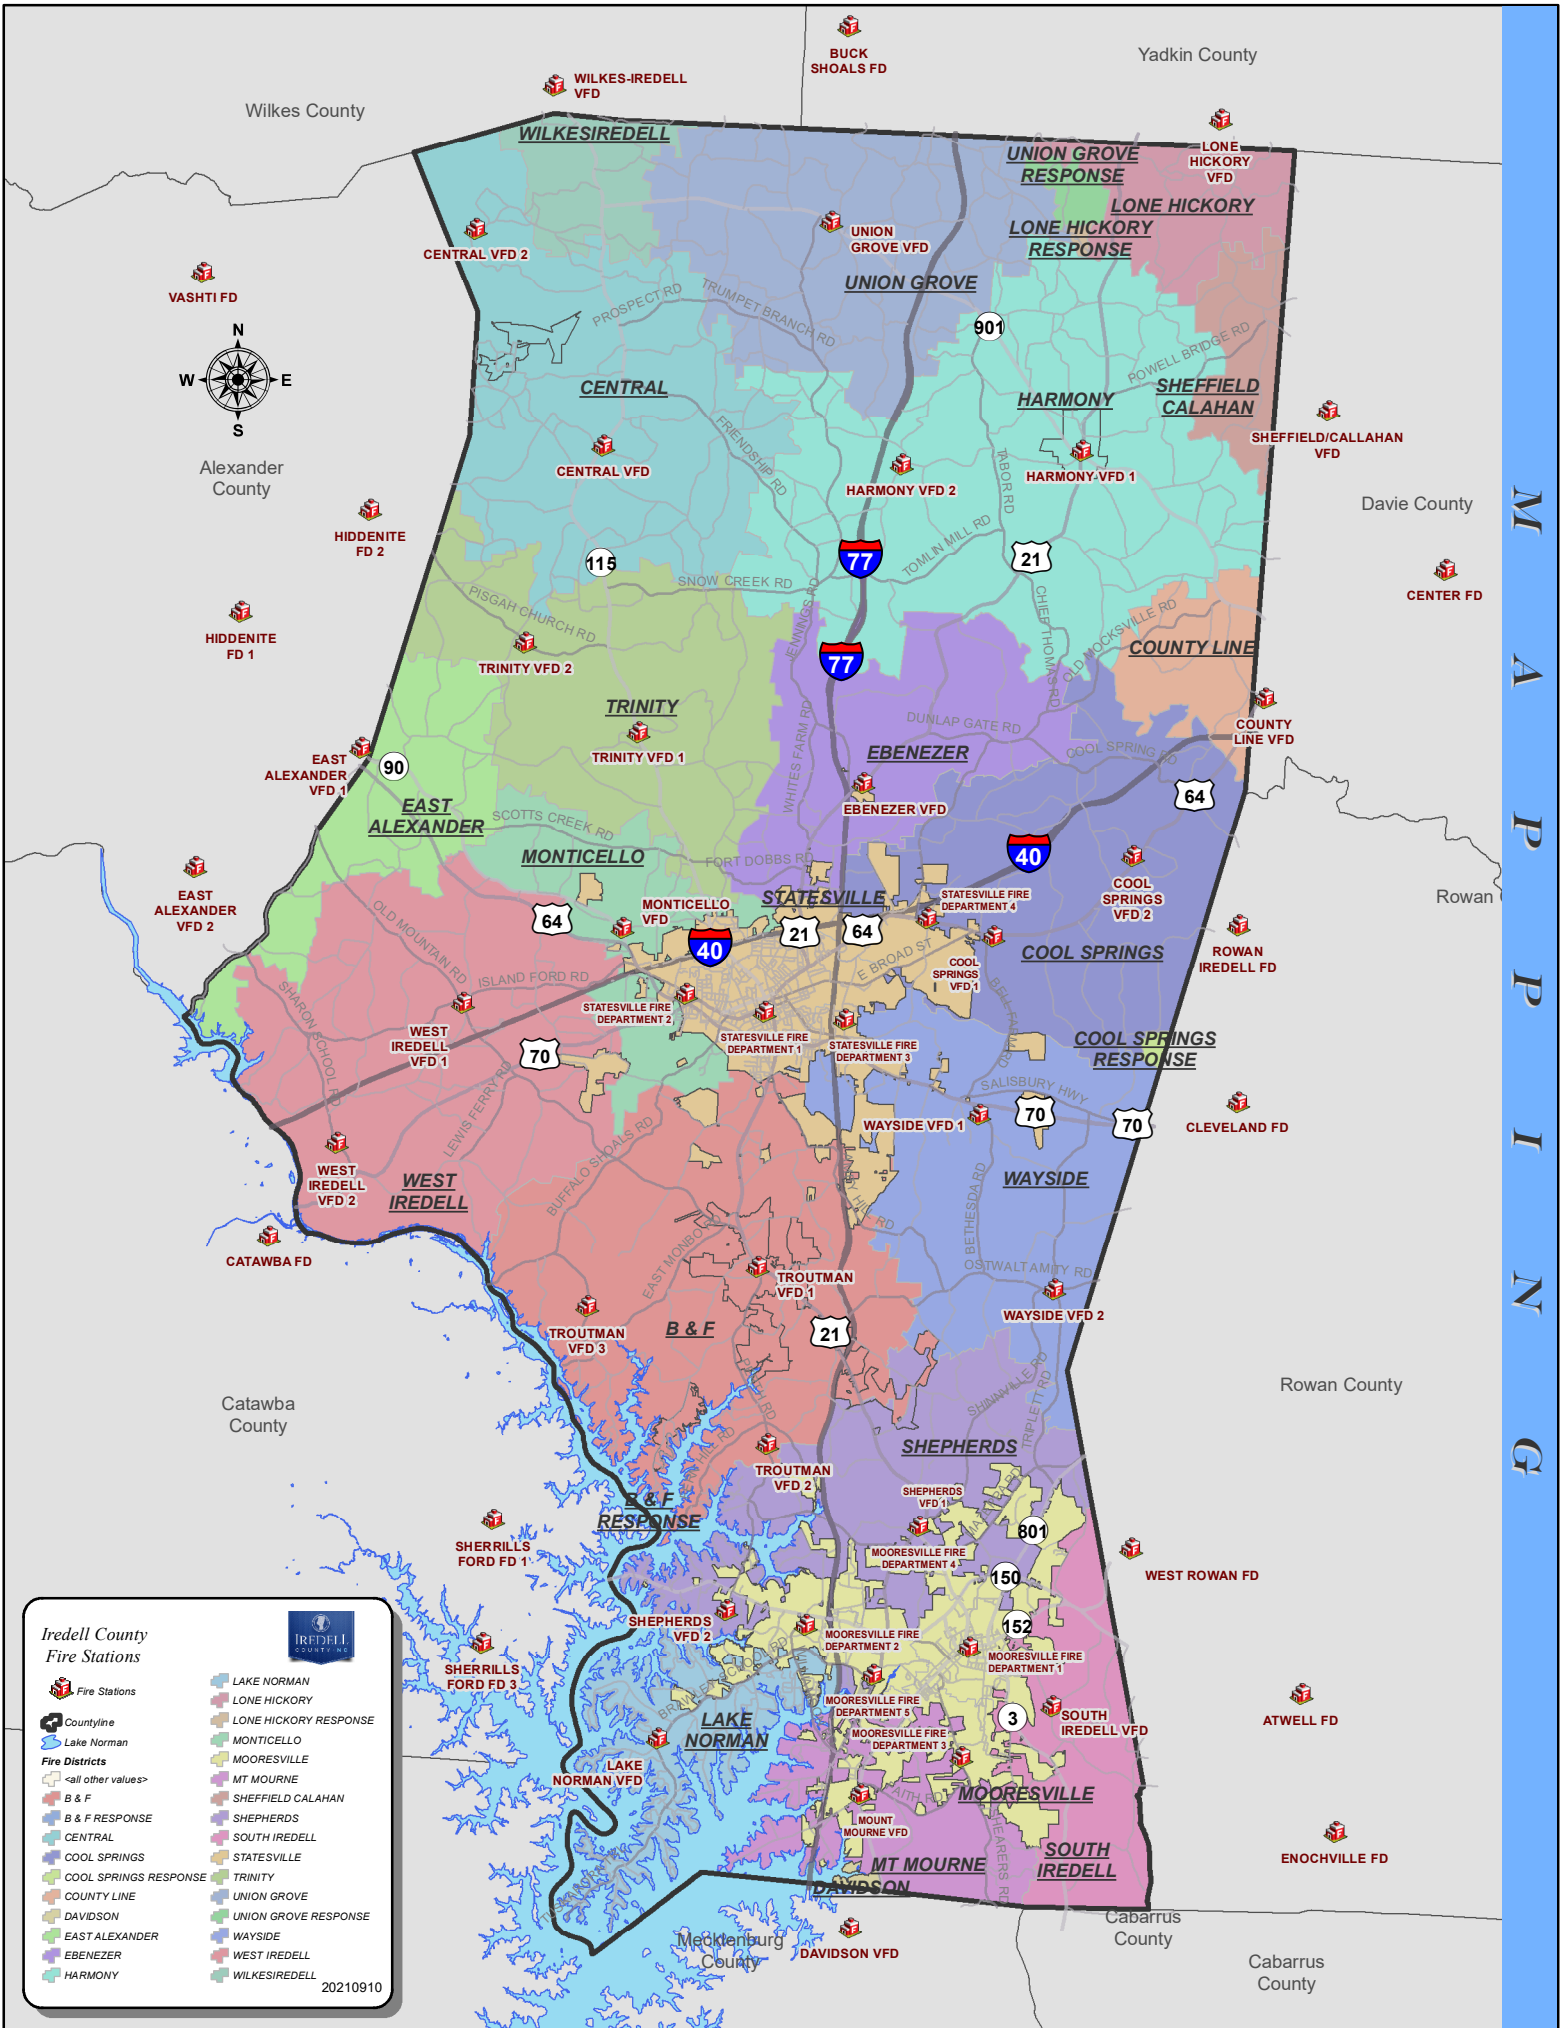 BUCK
SHOALS FD
Yadkin County
WILKES-IREDELL
VFD
Wilkes County
WILKESIREDELL
UNION GROVE
RESPONSE
LONE
HICKORY
VFD
LONE HICKORY
LONE HICKORY
RESPONSE
CENTRAL VFD 2
UNION
GROVE VFD
UNION GROVE
VASHTI FD
PROSPECT RD
TRUMPET BRANCH RD
901
POWELL BRIDGE RD
N
W
E
S
CENTRAL
HARMONY
SHEFFIELD
CALAHAN
SHEFFIELD/CALLAHAN
VFD
FRIENDSHIP RD
TABOR RD
CENTRAL VFD
HARMONY VFD 2
HARMONY VFD 1
Alexander
County
Davie County
HIDDENITE
FD 2
115
77
TOMLIN MILL RD
21
SNOW CREEK RD
CENTER FD
PISGAH CHURCH RD
JENNINGS RD
CHIEF THOMAS RD
OLD MOCKSVILLE RD
HIDDENITE
FD 1
TRINITY VFD 2
77
COUNTY LINE
TRINITY
TRINITY VFD 1
WHITES FARM RD
DUNLAP GATE RD
EBENEZER
COOL SPRING RD
COUNTY
LINE VFD
EAST
ALEXANDER
VFD 1
90
64
EBENEZER VFD
EAST
ALEXANDER
SCOTTS CREEK RD
MONTICELLO
FORT DOBBS RD
40
COOL
SPRINGS
VFD 2
EAST
ALEXANDER
VFD 2
STATESVILLE
STATESVILLE FIRE
DEPARTMENT 4
MONTICELLO
VFD
OLD MOUNTAIN RD
64
40
21
64
E BROAD ST
COOL SPRINGS
Rowan
ROWAN
IREDELL FD
COOL
SPRINGS
VFD 1
ISLAND FORD RD
SHARON SCHOOL RD
BELL FARM RD
STATESVILLE FIRE
DEPARTMENT 2
STATESVILLE FIRE
DEPARTMENT 1
STATESVILLE FIRE
DEPARTMENT 3
WEST
IREDELL
VFD 1
70
COOL SPRINGS
RESPONSE
SALISBURY HWY
LEWIS FERRY RD
WAYSIDE VFD 1
70
70
CLEVELAND FD
BUFFALO SHOALS RD
WEST
IREDELL
VFD 2
WEST
IREDELL
WAYSIDE
BETHESDA RD
CATAWBA FD
EAST MONBO RD
OSTWALT AMITY RD
TROUTMAN
VFD 1
WAYSIDE VFD 2
TROUTMAN
VFD 3
B & F
21
PERTH RD
SHINNVILLE RD
TRIPLETT RD
Rowan County
Catawba
County
SHEPHERDS
TROUTMAN
VFD 2
B & F
RESPONSE
SHEPHERDS
VFD 1
801
SHERRILLS
FORD FD 1
MOORESVILLE FIRE
DEPARTMENT 4
150
WEST ROWAN FD
SHEPHERDS
VFD 2
152
MOORESVILLE FIRE
DEPARTMENT 2
MOORESVILLE FIRE
DEPARTMENT 1
SHERRILLS
FORD FD 3
MOORESVILLE FIRE
DEPARTMENT 5
LAKE
NORMAN
3
SOUTH
IREDELL VFD
ATWELL FD
MOORESVILLE FIRE
DEPARTMENT 3
LAKE
NORMAN VFD
MOORESVILLE
MOUNT
MOURNE VFD
SHEARERS RD
ENOCHVILLE FD
MT MOURNE
SOUTH
IREDELL
DAVIDSON
DAVIDSON VFD
Mecklenburg
County
Cabarrus
County
Cabarrus
County
MAPPING
Iredell County
Fire Stations
IREDELL
COUNTY NC
Fire Stations
Countyline
Lake Norman
Fire Districts
<all other values>
B & F
B & F RESPONSE
CENTRAL
COOL SPRINGS
COOL SPRINGS RESPONSE
COUNTY LINE
DAVIDSON
EAST ALEXANDER
EBENEZER
HARMONY
LAKE NORMAN
LONE HICKORY
LONE HICKORY RESPONSE
MONTICELLO
MOORESVILLE
MT MOURNE
SHEFFIELD CALAHAN
SHEPHERDS
SOUTH IREDELL
STATESVILLE
TRINITY
UNION GROVE
UNION GROVE RESPONSE
WAYSIDE
WEST IREDELL
WILKESIREDELL
20210910